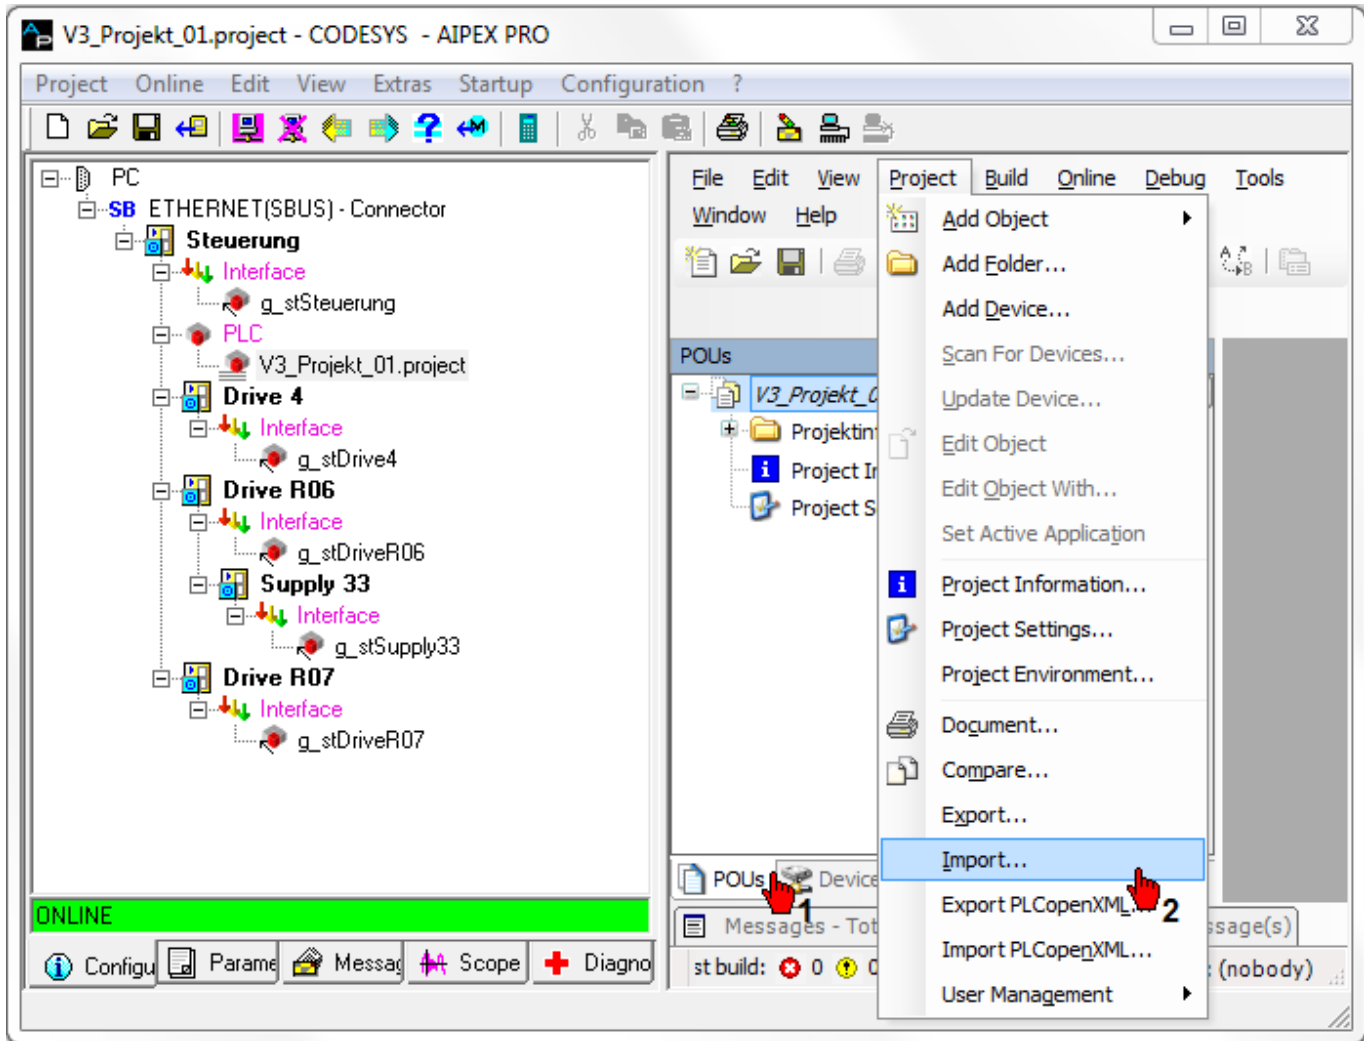 V3_Projekt_01.project - CODESYS - AIPEX PRO
Project Online Edit View Extras Startup Configuration ?
PC
SB ETHERNET(SBUS) - Connector
Steuerung
Interface
g_stSteuerung
PLC
V3_Projekt_01.project
Drive 4
Interface
g_stDrive4
Drive R06
Interface
g_stDriveR06
Supply 33
Interface
g_stSupply33
Drive R07
Interface
g_stDriveR07
ONLINE
Configu Parame Messag Scope Diagno
File Edit View Project Build Online Debug Tools
Window Help
POUs
V3_Projekt_0
Projektin
Project In
Project S
Add Object
Add Folder...
Add Device...
Scan For Devices...
Update Device...
Edit Object
Edit Object With...
Set Active Application
Project Information...
Project Settings...
Project Environment...
Document...
Compare...
Export...
Import...
2
Export PLCopenXML...
Import PLCopenXML...
User Management
POUs Device
1
Messages - Tot ssage(s)
st build: 0 0 (nobody)